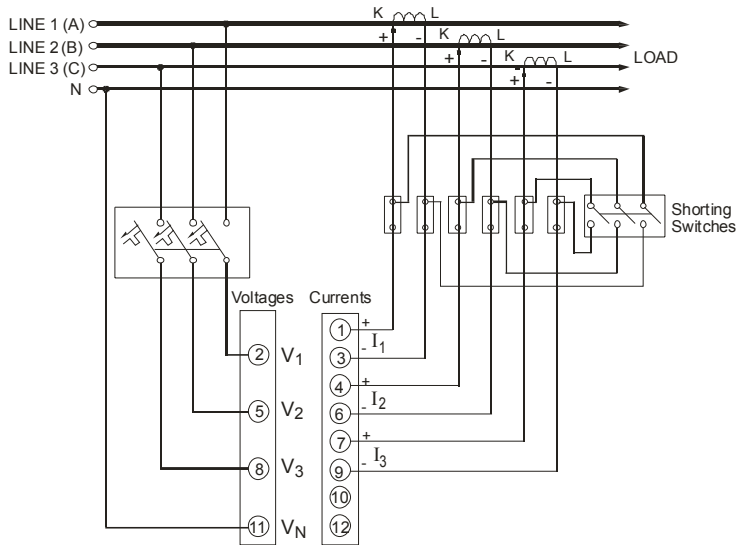 K L
LINE 1 (A)
+ -
K L
LINE 2 (B)
+ -
K L
LINE 3 (C)
LOAD
+ -
N
Shorting
Switches
Voltages Currents
1 +
2 V1
3 - I1
4 +
5 V2
6 - I2
7 +
8 V3
9 - I3
10
11 VN
12